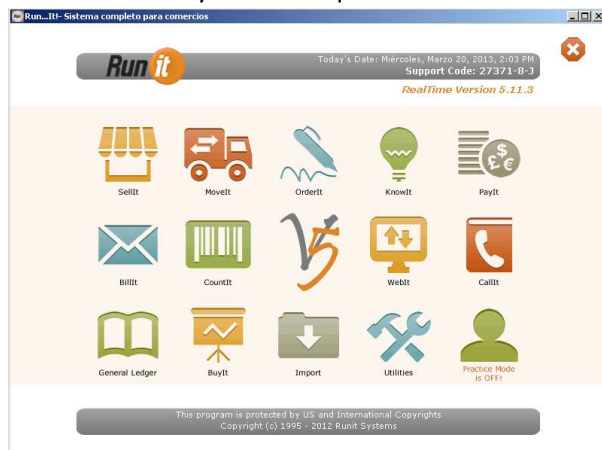 Run...It!- Sistema completo para comercios
Run it
Today's Date: Miércoles, Marzo 20, 2013, 2:03 PM
Support Code: 27371-8-J
RealTime Version 5.11.3
SellIt MoveIt OrderIt KnowIt PayIt
V5
BillIt CountIt WebIt CallIt
General Ledger BuyIt Import Utilities Practice Mode
is OFF!
This program is protected by US and International Copyrights
Copyright (c) 1995 - 2012 Runit Systems